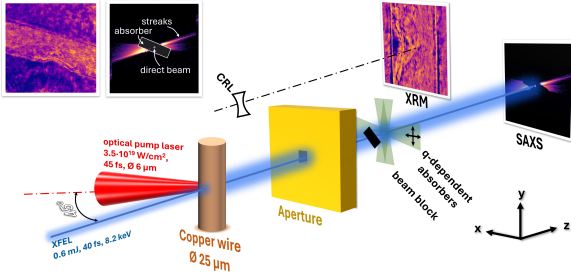 streaks
absorber
direct beam
CRL
XRM
SAXS
optical pump laser
3.5·10¹⁹ W/cm²,
45 fs, Ø 6 µm
q-dependent
absorbers
beam block
Aperture
XFEL
0.6 mJ, 40 fs, 8.2 keV
Copper wire
Ø 25 µm
y
x
z